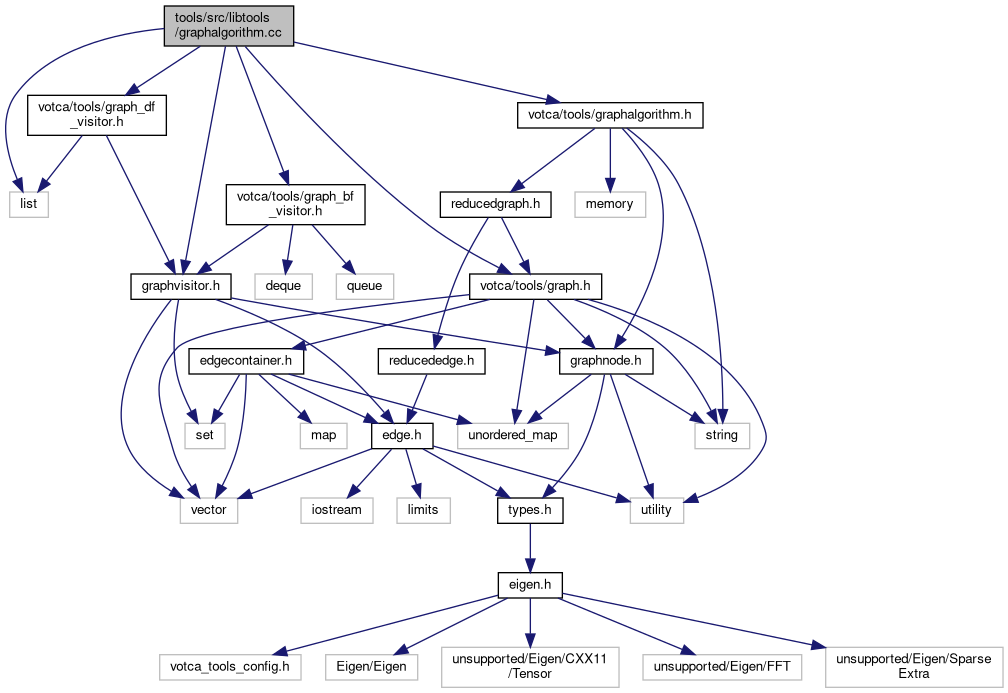 tools/src/libtools
/graphalgorithm.cc
votca/tools/graph_df
_visitor.h
votca/tools/graphalgorithm.h
list
votca/tools/graph_bf
_visitor.h
reducedgraph.h
memory
graphvisitor.h
deque
queue
votca/tools/graph.h
edgecontainer.h
reducededge.h
graphnode.h
set
map
edge.h
unordered_map
string
vector
iostream
limits
types.h
utility
eigen.h
votca_tools_config.h
Eigen/Eigen
unsupported/Eigen/CXX11
/Tensor
unsupported/Eigen/FFT
unsupported/Eigen/Sparse
Extra